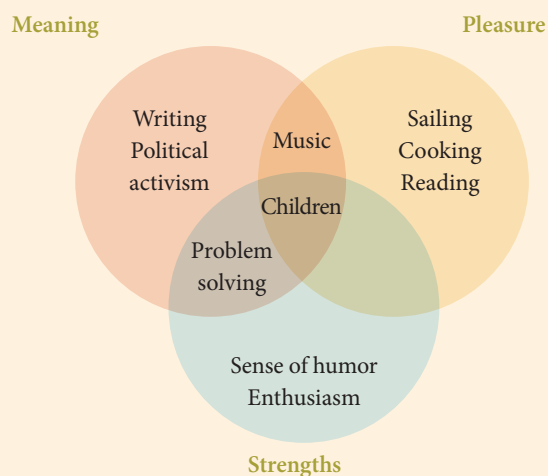 Meaning
Pleasure
Writing
Political
activism
Music
Sailing
Cooking
Reading
Children
Problem
solving
Sense of humor
Enthusiasm
Strengths